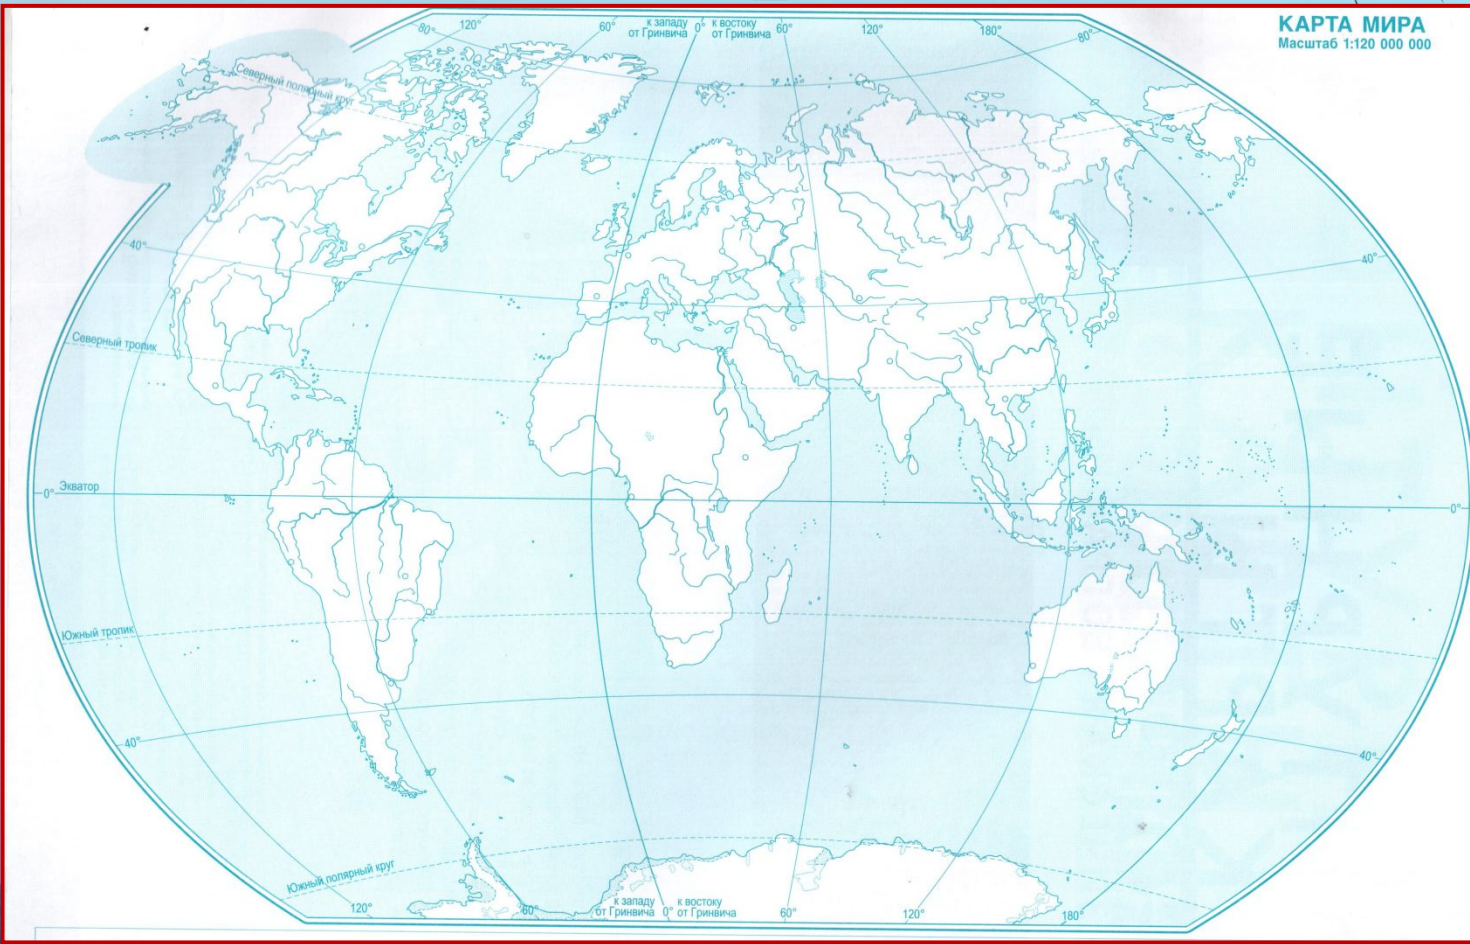 КАРТА МИРА
Масштаб 1:120 000 000
80°
120°
60°
к западу
от Гринвича
0°
к востоку
от Гринвича
60°
120°
180°
80°
Северный полярный круг
40°
40°
Северный тропик
0°
Экватор
0°
Южный тропик
40°
40°
Южный полярный круг
120°
60°
к западу
от Гринвича
0°
к востоку
от Гринвича
60°
120°
180°